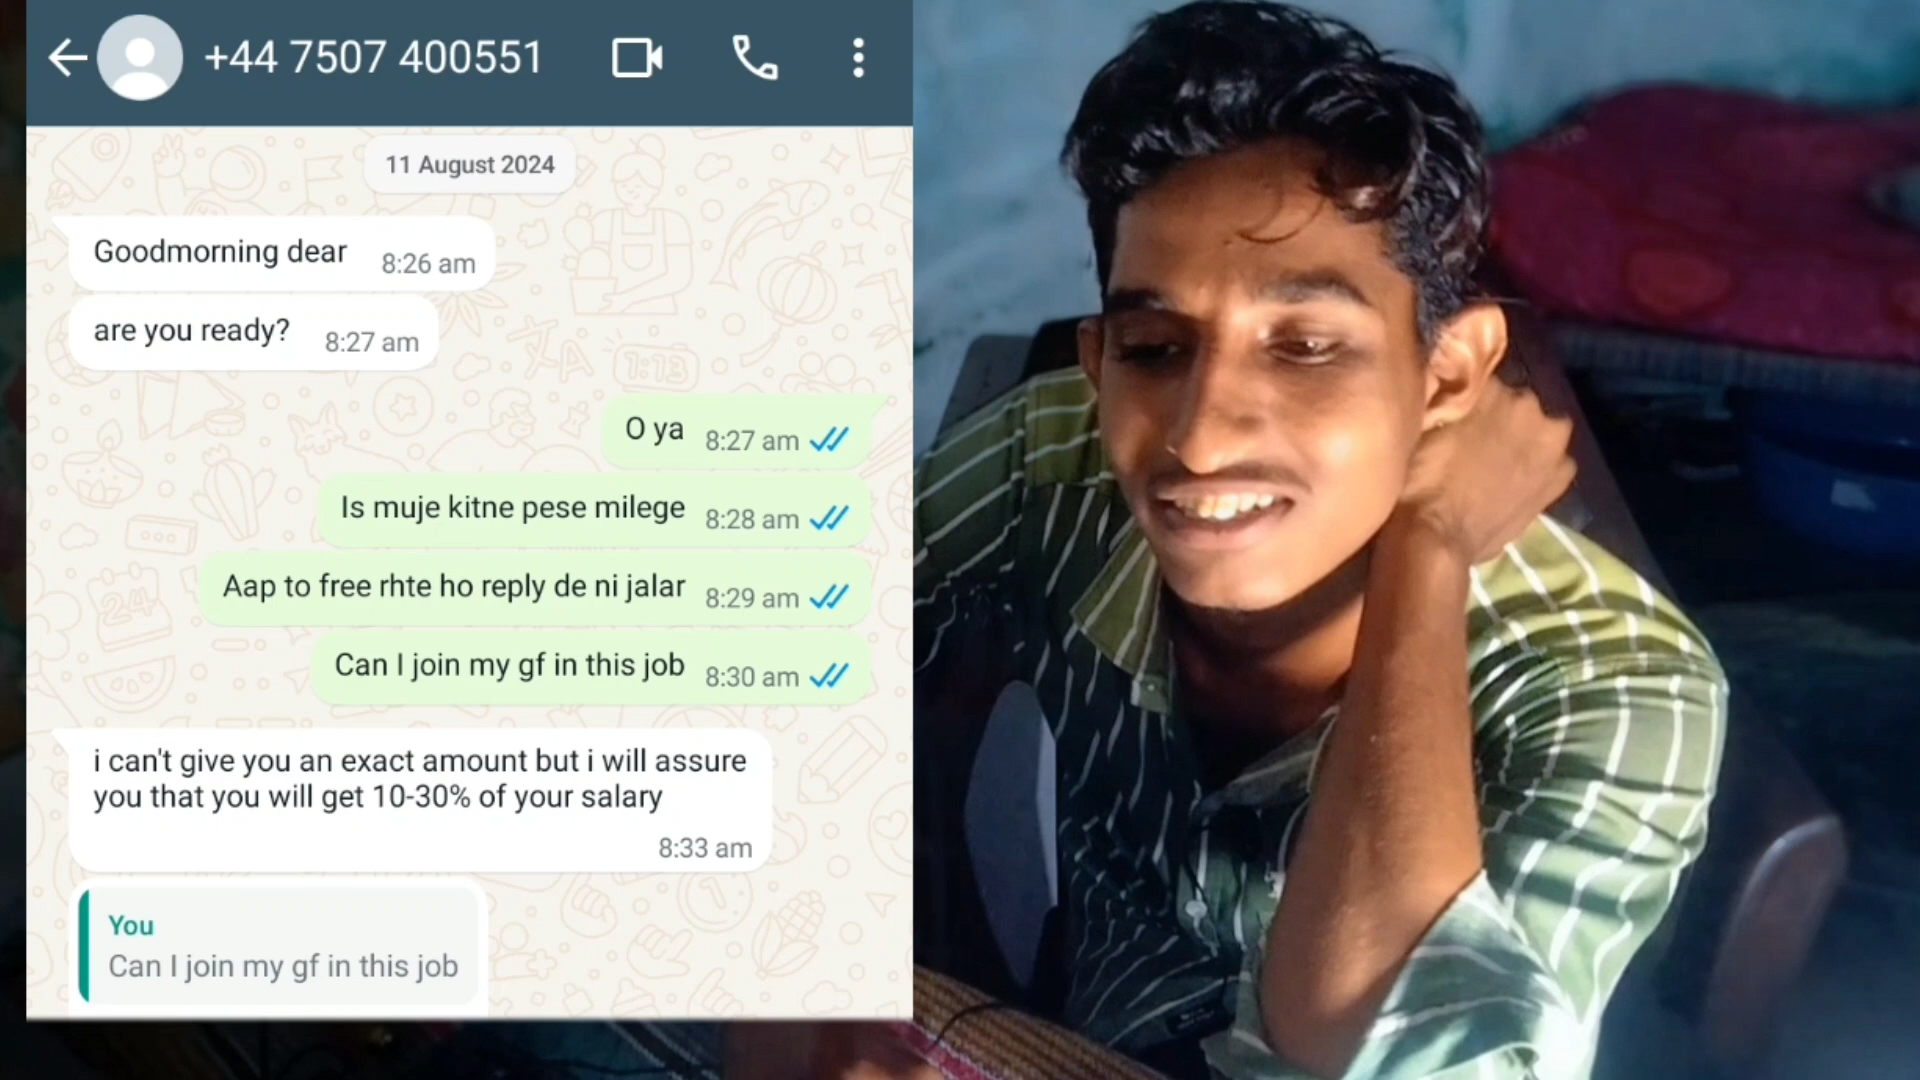 +44 7507 400551
11 August 2024
Goodmorning dear 8:26 am
are you ready? 8:27 am
O ya 8:27 am
Is muje kitne pese milege 8:28 am
Aap to free rhte ho reply de ni jalar 8:29 am
Can I join my gf in this job 8:30 am
i can't give you an exact amount but i will assure
you that you will get 10-30% of your salary
8:33 am
You
Can I join my gf in this job